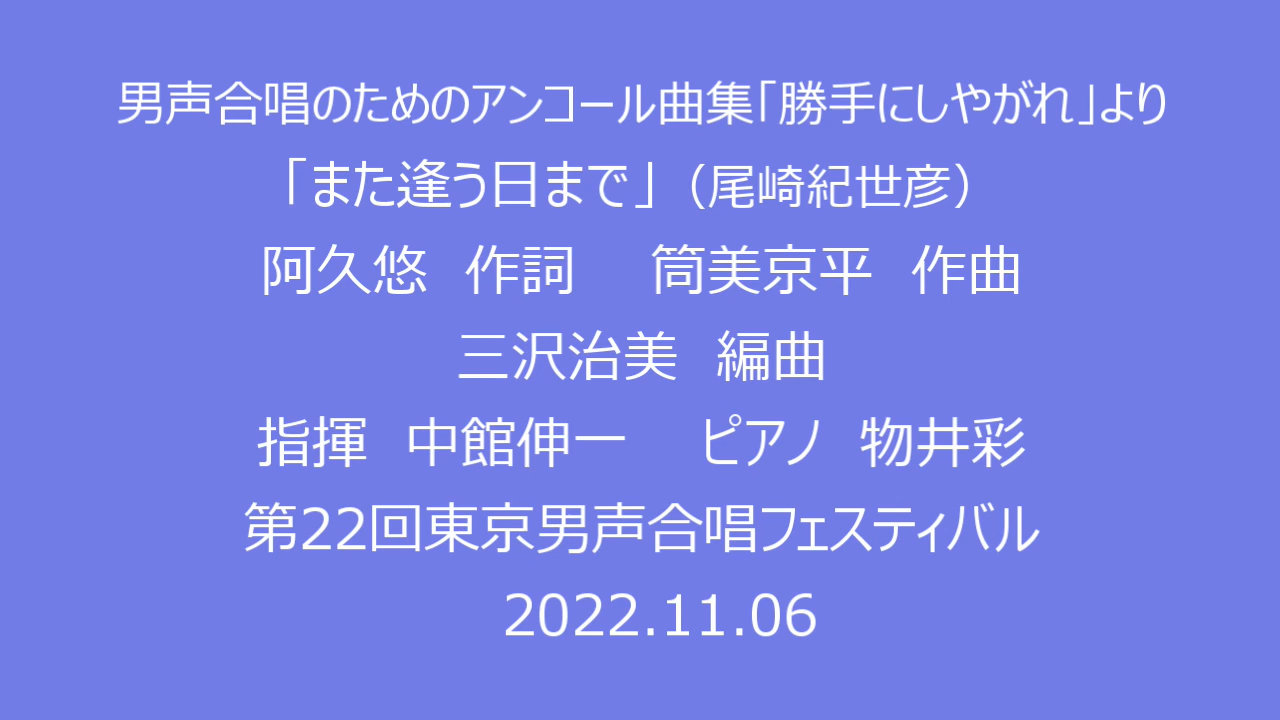 男声合唱のためのアンコール曲集「勝手にしやがれ」より
「また逢う日まで」（尾崎紀世彦）
阿久悠　作詞　　筒美京平　作曲
三沢治美　編曲
指揮　中館伸一　　ピアノ　物井彩
第22回東京男声合唱フェスティバル
2022.11.06